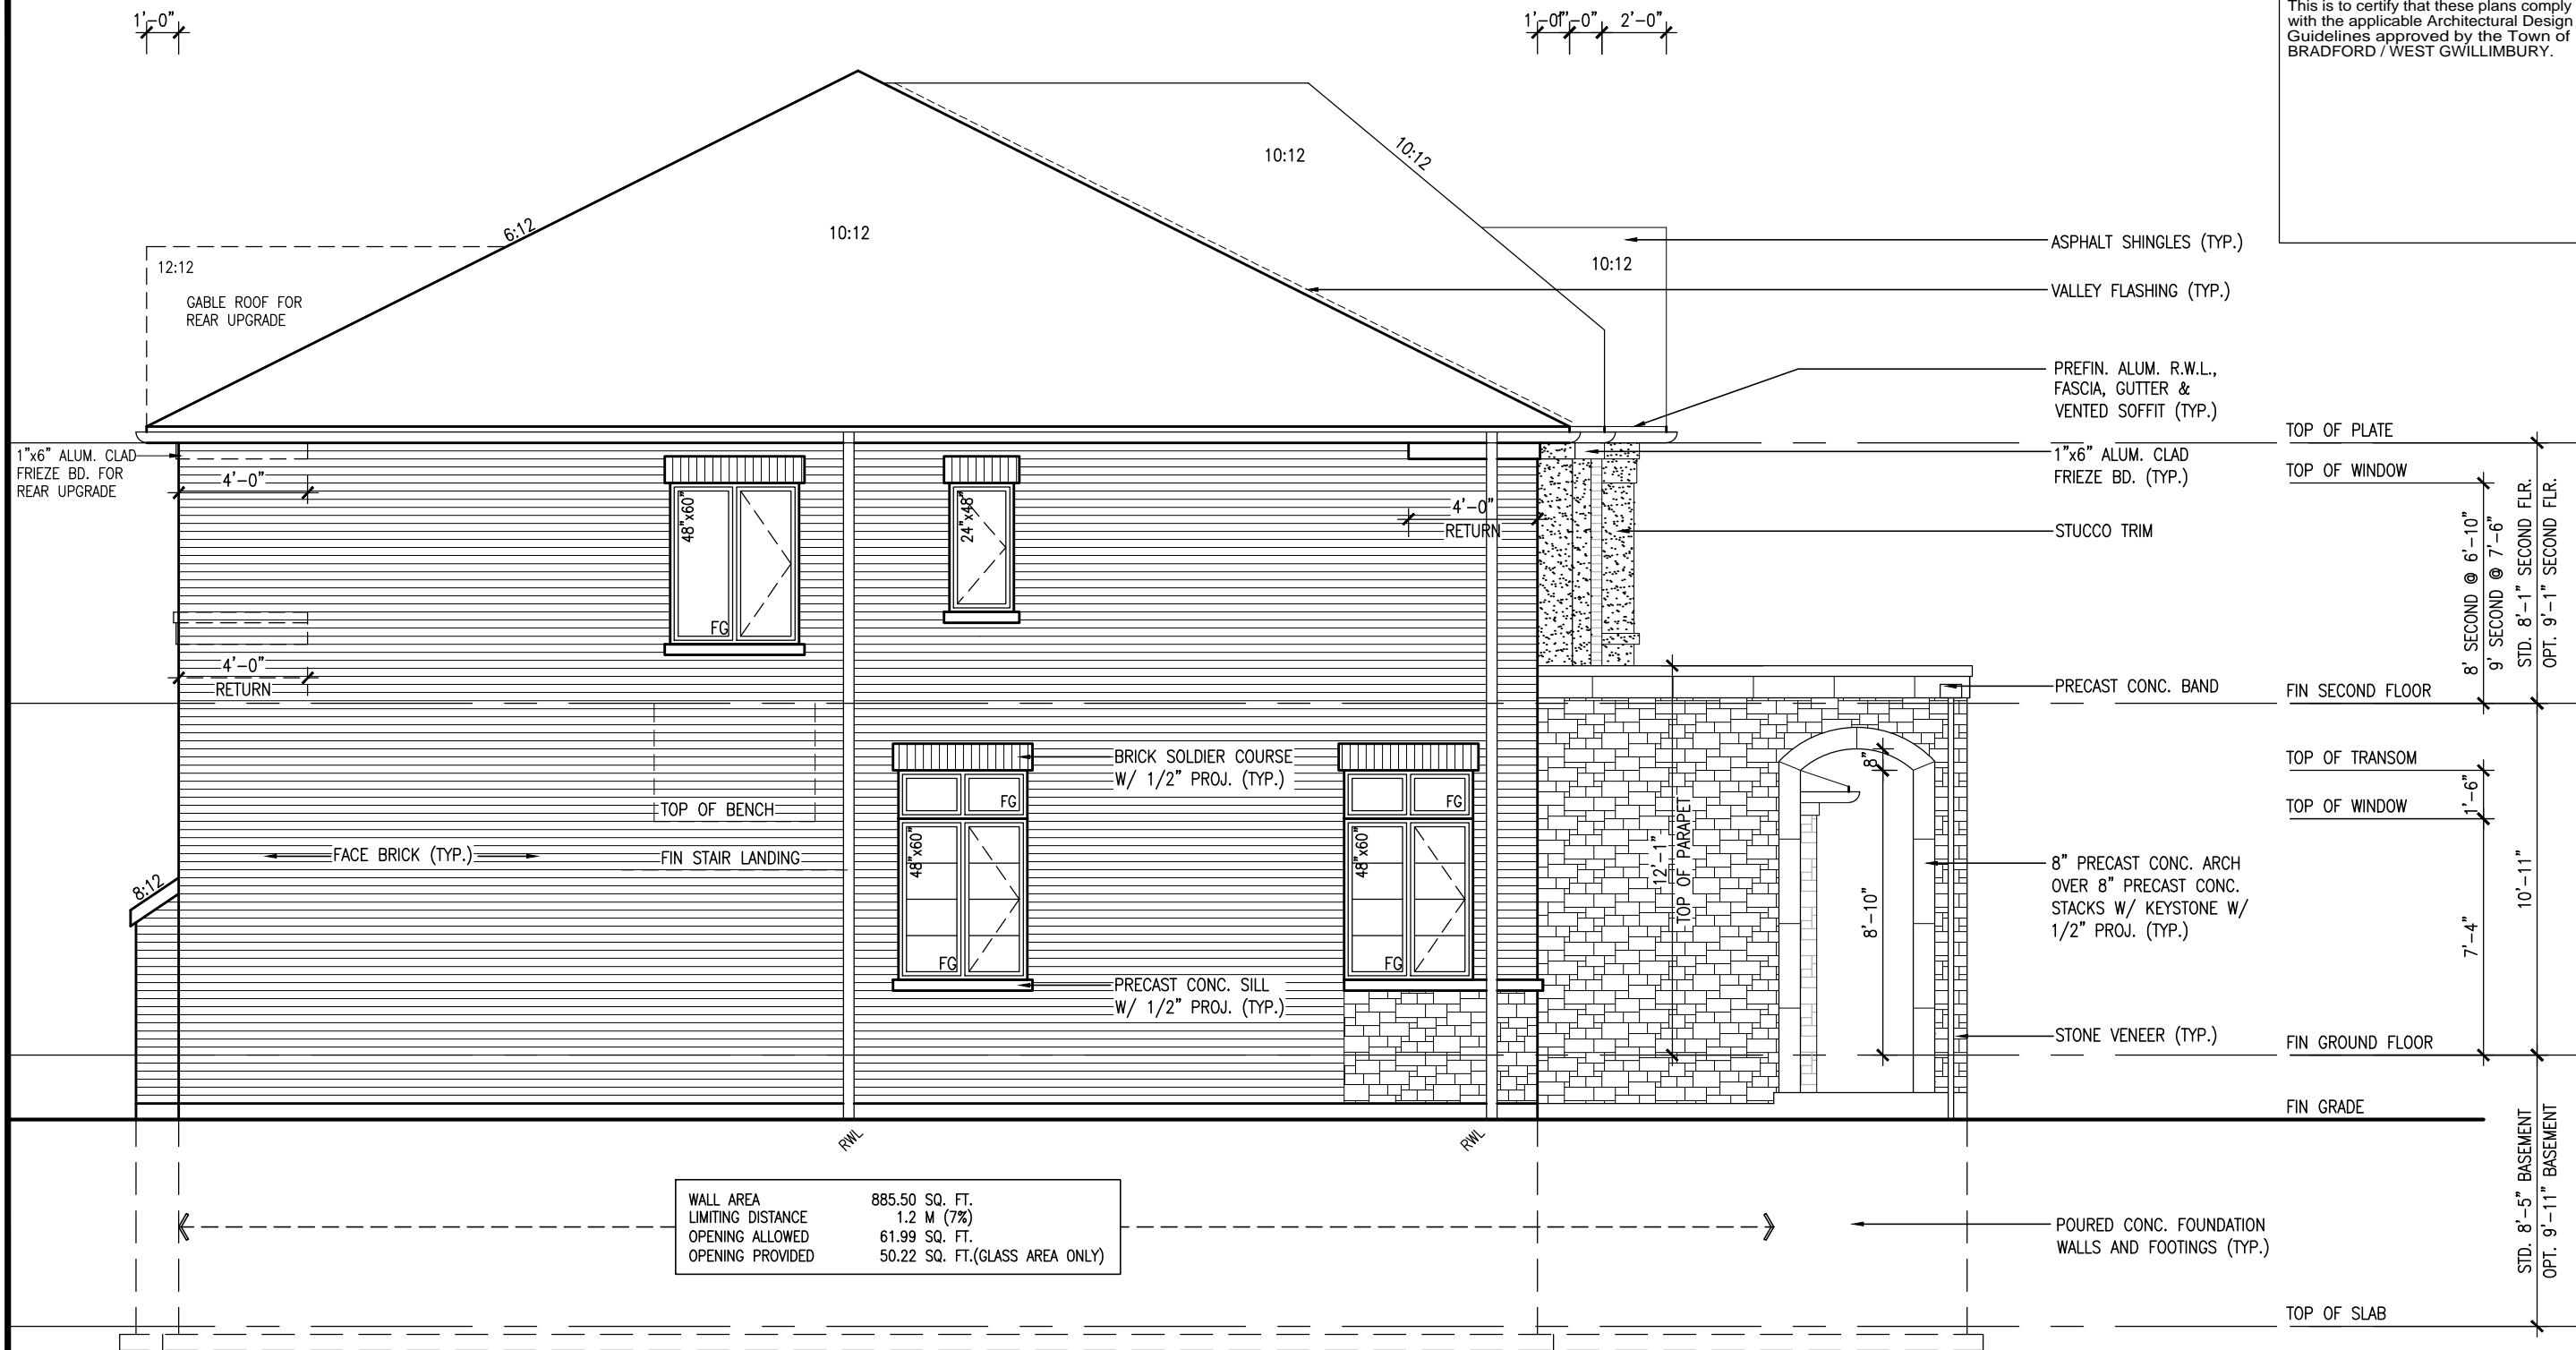 This is to certify that these plans comply
with the applicable Architectural Design
Guidelines approved by the Town of
BRADFORD / WEST GWILLIMBURY.
1'-0"
1'-0"
1'-0"
2'-0"
10:12
10:12
6:12
10:12
12:12
10:12
GABLE ROOF FOR
REAR UPGRADE
ASPHALT SHINGLES (TYP.)
VALLEY FLASHING (TYP.)
PREFIN. ALUM. R.W.L.,
FASCIA, GUTTER &
VENTED SOFFIT (TYP.)
TOP OF PLATE
1"x6" ALUM. CLAD
FRIEZE BD. FOR
REAR UPGRADE
1"x6" ALUM. CLAD
FRIEZE BD. (TYP.)
TOP OF WINDOW
4'-0"
48"x60"
FG
24"x48"
4'-0"
RETURN
STUCCO TRIM
8' SECOND @ 6'-10"
9' SECOND @ 7'-6"
STD. 8'-1" SECOND FLR.
OPT. 9'-1" SECOND FLR.
4'-0"
RETURN
PRECAST CONC. BAND
FIN SECOND FLOOR
BRICK SOLDIER COURSE
W/ 1/2" PROJ. (TYP.)
8"
TOP OF TRANSOM
1'-6"
TOP OF WINDOW
TOP OF BENCH
FG
FG
FACE BRICK (TYP.)
FIN STAIR LANDING
48"x60"
48"x60"
12'-1"
TOP OF PARAPET
8'-10"
8" PRECAST CONC. ARCH
OVER 8" PRECAST CONC.
STACKS W/ KEYSTONE W/
1/2" PROJ. (TYP.)
10'-11"
7'-4"
8:12
FG
FG
PRECAST CONC. SILL
W/ 1/2" PROJ. (TYP.)
STONE VENEER (TYP.)
FIN GROUND FLOOR
FIN GRADE
RWL
RWL
STD. 8'-5" BASEMENT
OPT. 9'-11" BASEMENT
WALL AREA 885.50 SQ. FT.
LIMITING DISTANCE 1.2 M (7%)
OPENING ALLOWED 61.99 SQ. FT.
OPENING PROVIDED 50.22 SQ. FT.(GLASS AREA ONLY)
POURED CONC. FOUNDATION
WALLS AND FOOTINGS (TYP.)
TOP OF SLAB